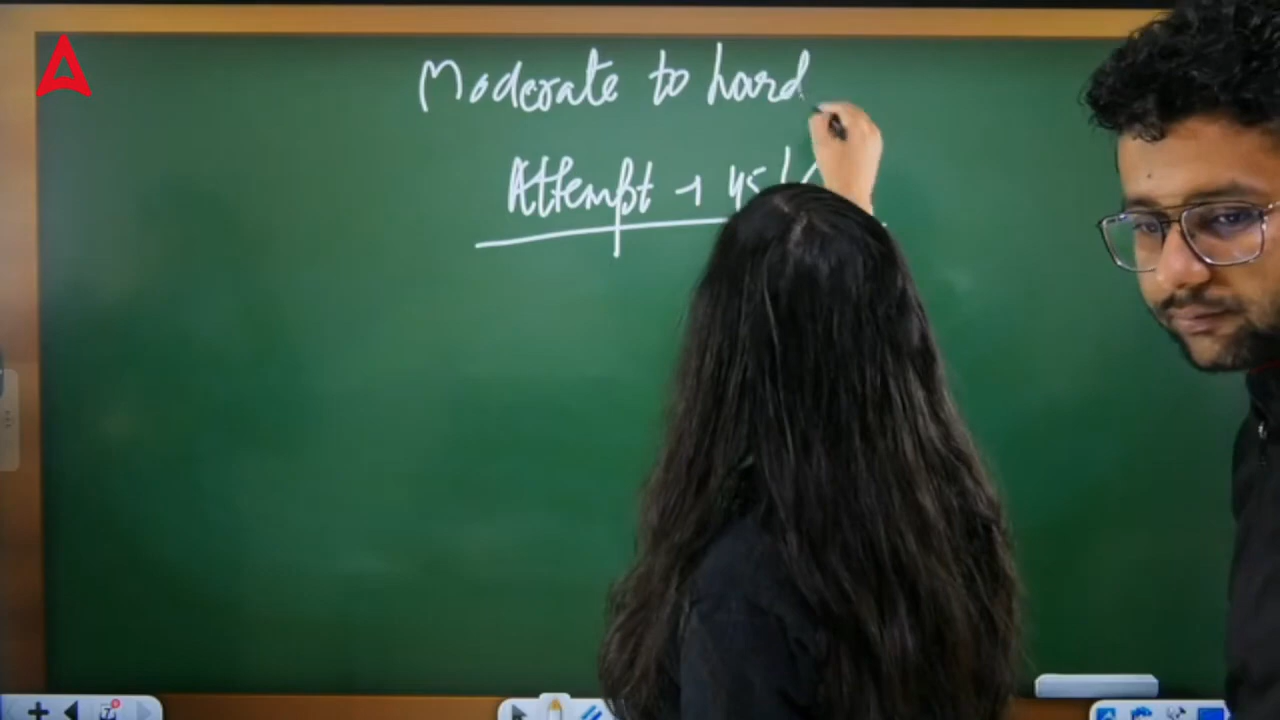 Moderate to hard
Attempt → 45